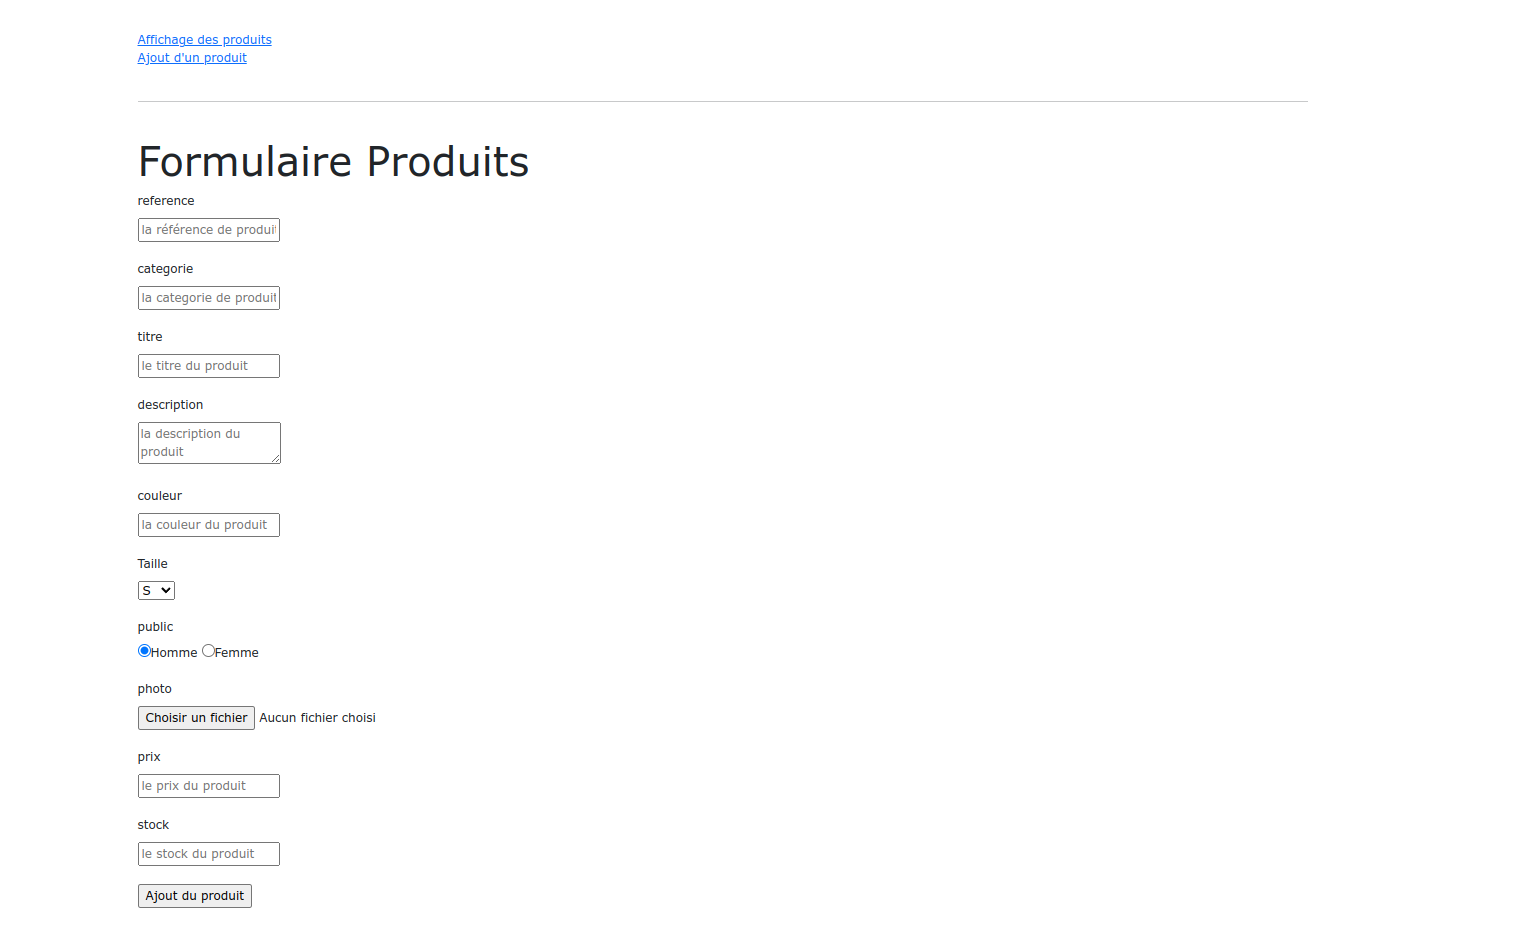 Affichage des produits
Ajout d'un produit
Formulaire Produits
reference
la référence de produi
categorie
la categorie de produit
titre
le titre du produit
description
la description du
produit
couleur
la couleur du produit
Taille
S
public
Homme Femme
photo
Choisir un fichier Aucun fichier choisi
prix
le prix du produit
stock
le stock du produit
Ajout du produit